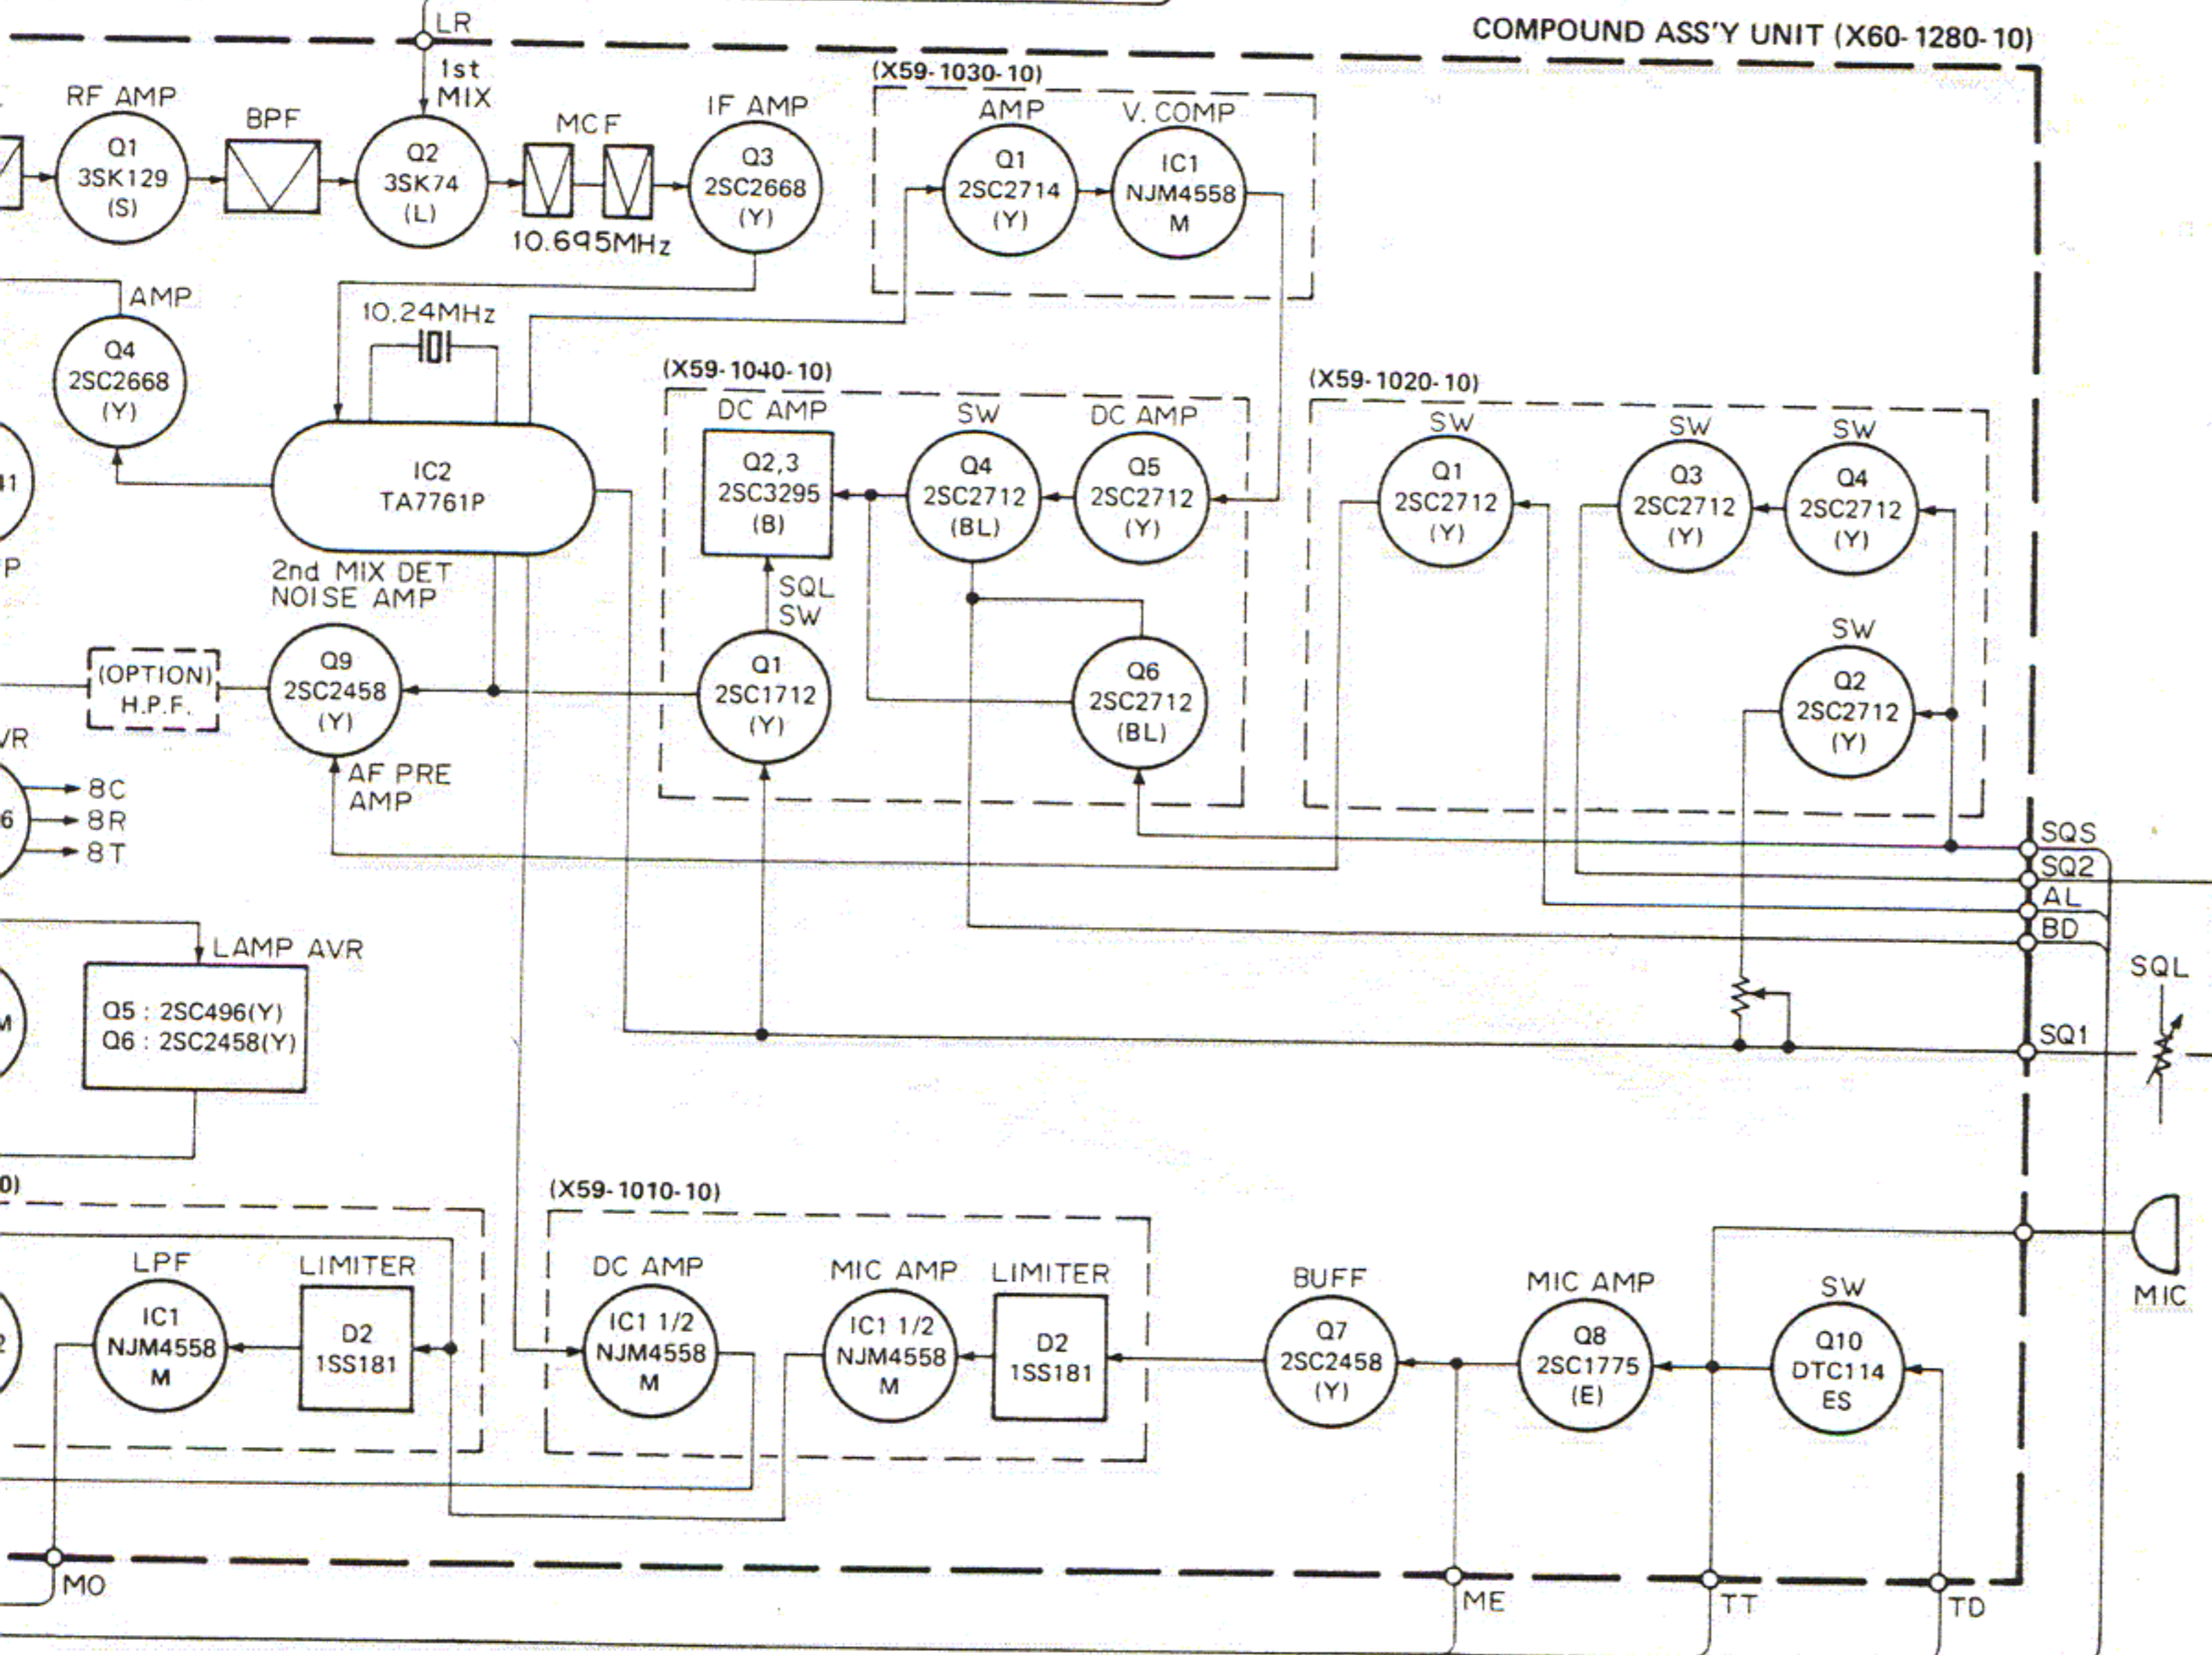 LR
COMPOUND ASS'Y UNIT (X60-1280-10)
1st
MIX
(X59-1030-10)
RF AMP
BPF
MCF
IF AMP
AMP
V. COMP
Q1
3SK129
(S)
Q2
3SK74
(L)
10.695MHz
Q3
2SC2668
(Y)
Q1
2SC2714
(Y)
IC1
NJM4558
M
AMP
Q4
2SC2668
(Y)
10.24MHz
IC2
TA7761P
2nd MIX DET
NOISE AMP
(X59-1040-10)
DC AMP
SW
DC AMP
Q2,3
2SC3295
(B)
Q4
2SC2712
(BL)
Q5
2SC2712
(Y)
SQL
SW
Q1
2SC1712
(Y)
Q6
2SC2712
(BL)
(X59-1020-10)
SW
SW
SW
Q1
2SC2712
(Y)
Q3
2SC2712
(Y)
Q4
2SC2712
(Y)
SW
Q2
2SC2712
(Y)
41
P
(OPTION)
H.P.F.
Q9
2SC2458
(Y)
AF PRE
AMP
VR
6
8C
8R
8T
SQS
SQ2
AL
BD
SQL
SQ1
LAMP AVR
M
Q5 : 2SC496(Y)
Q6 : 2SC2458(Y)
0)
LPF
LIMITER
2
IC1
NJM4558
M
D2
1SS181
(X59-1010-10)
DC AMP
MIC AMP
LIMITER
IC1 1/2
NJM4558
M
IC1 1/2
NJM4558
M
D2
1SS181
BUFF
MIC AMP
SW
MIC
Q7
2SC2458
(Y)
Q8
2SC1775
(E)
Q10
DTC114
ES
MO
ME
TT
TD